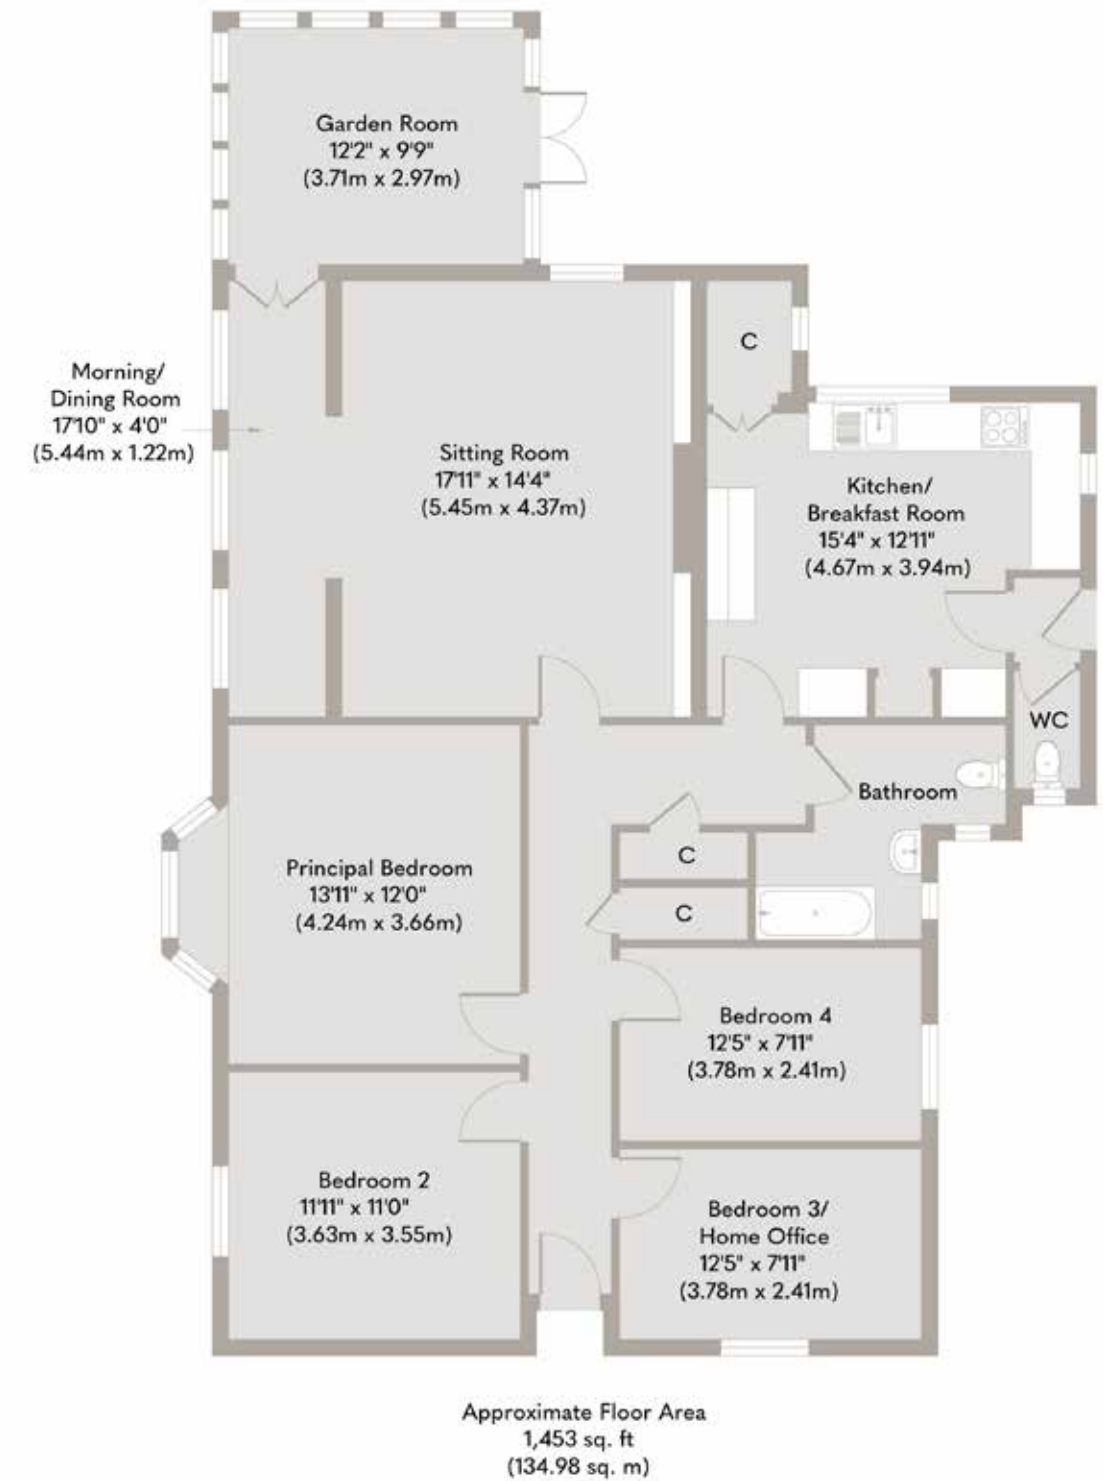 Garden Room
12'2" x 9'9"
(3.71m x 2.97m)
C
Morning/
Dining Room
17'10" x 4'0"
(5.44m x 1.22m)
Sitting Room
17'11" x 14'4"
(5.45m x 4.37m)
Kitchen/
Breakfast Room
15'4" x 12'11"
(4.67m x 3.94m)
WC
Bathroom
C
C
Principal Bedroom
13'11" x 12'0"
(4.24m x 3.66m)
Bedroom 4
12'5" x 7'11"
(3.78m x 2.41m)
Bedroom 2
11'11" x 11'0"
(3.63m x 3.55m)
Bedroom 3/
Home Office
12'5" x 7'11"
(3.78m x 2.41m)
Approximate Floor Area
1,453 sq. ft
(134.98 sq. m)